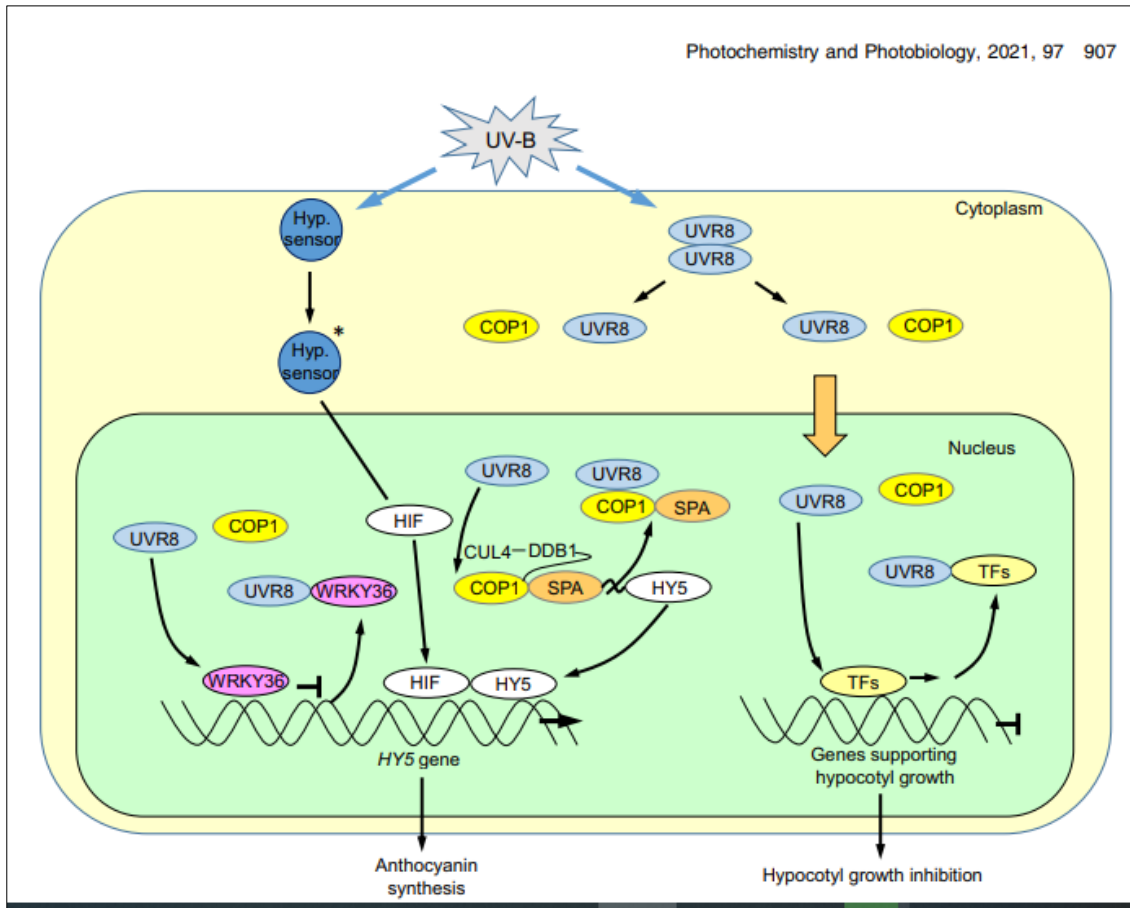 Photochemistry and Photobiology, 2021, 97 907
UV-B
Cytoplasm
Hyp.
sensor
UVR8
UVR8
COP1
UVR8
UVR8
COP1
*
Hyp.
sensor
Nucleus
UVR8
UVR8
COP1
SPA
UVR8
COP1
UVR8
COP1
HIF
CUL4–DDB1
UVR8
WRKY36
COP1
SPA
HY5
UVR8
TFs
WRKY36
HIF
HY5
TFs
HY5 gene
Genes supporting
hypocotyl growth
Anthocyanin
synthesis
Hypocotyl growth inhibition